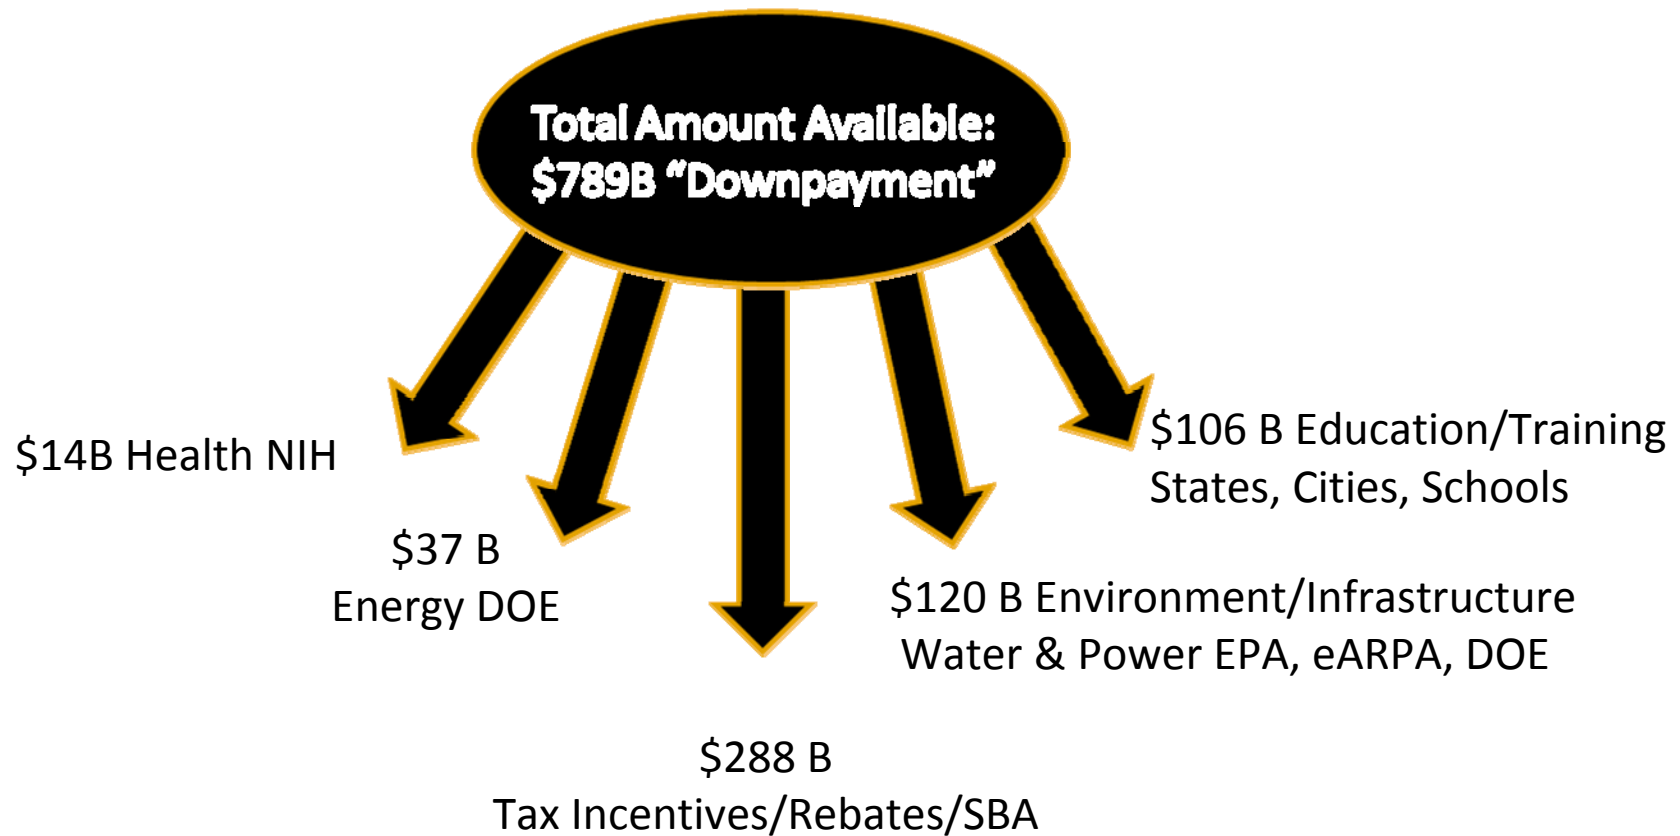 Total Amount Available:
$789B “Downpayment”
$14B Health NIH
$37 B
Energy DOE
$288 B
Tax Incentives/Rebates/SBA
$120 B Environment/Infrastructure
Water & Power EPA, eARPA, DOE
$106 B Education/Training
States, Cities, Schools